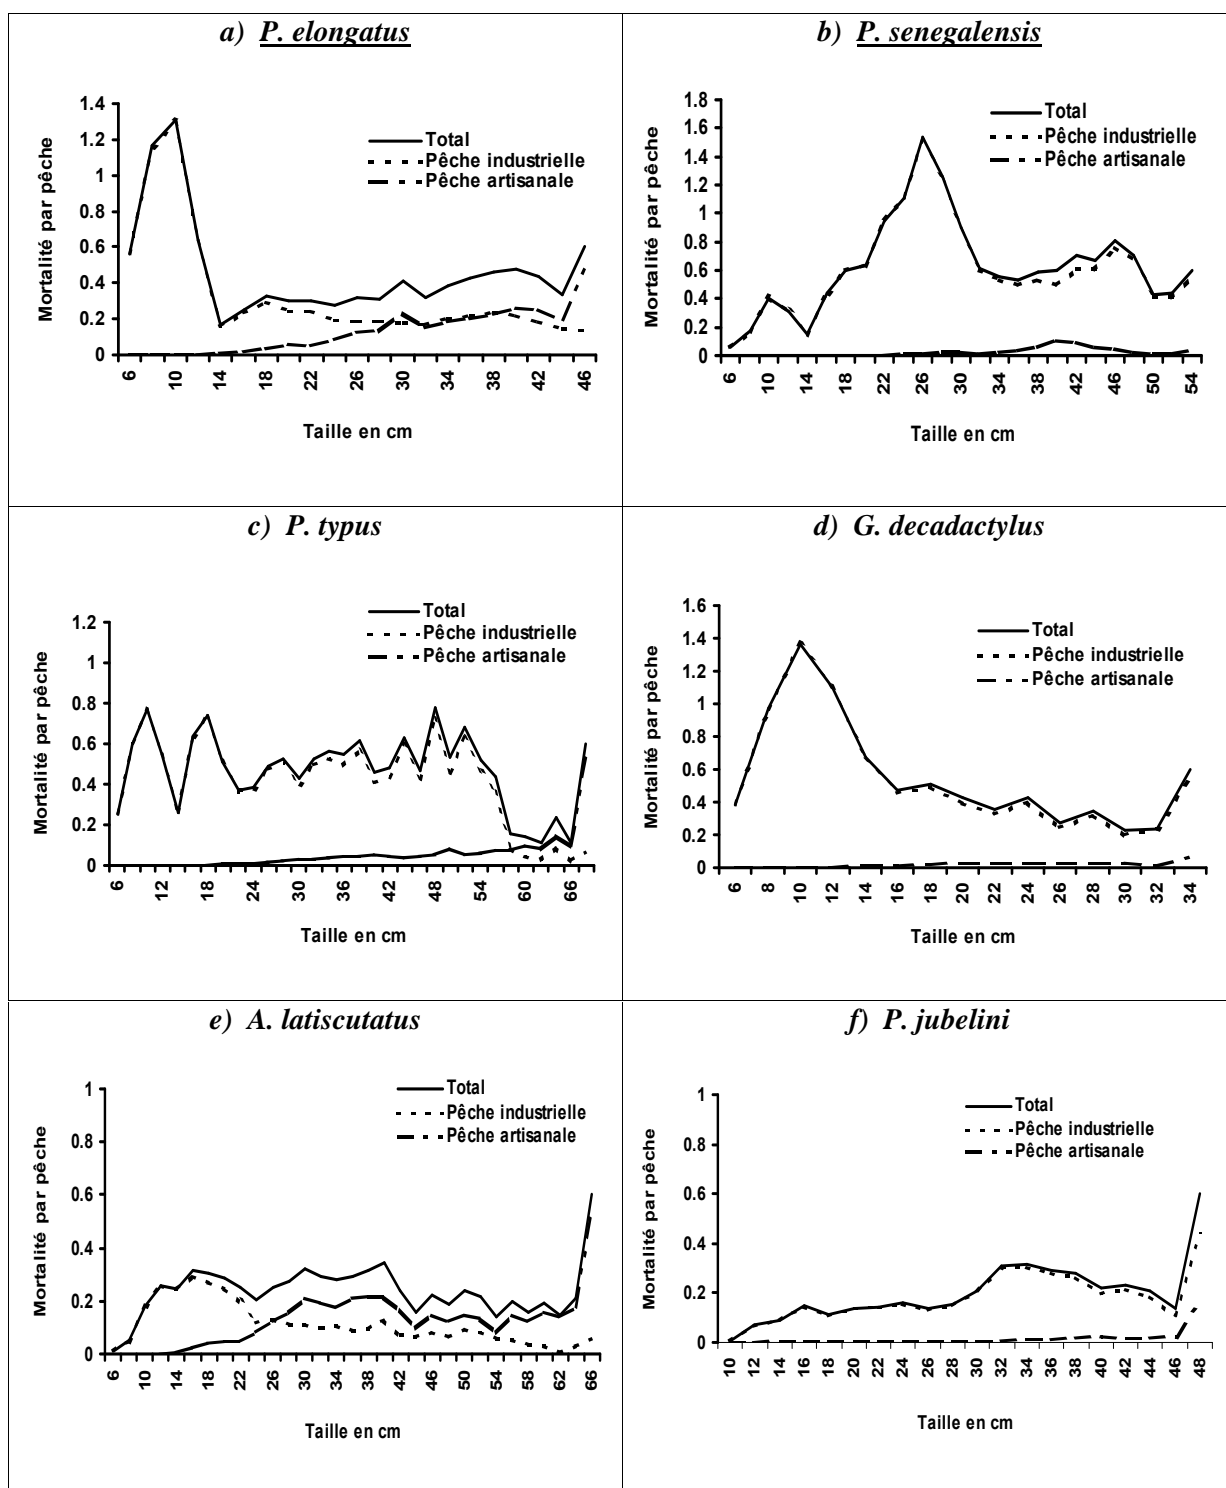 a) P. elongatus
1.4
1.2
1
0.8
0.6
0.4
0.2
0
Mortalité par pêche
Total
Pêche industrielle
Pêche artisanale
6 10 14 18 22 26 30 34 38 42 46
Taille en cm
b) P. senegalensis
1.8
1.6
1.4
1.2
1
0.8
0.6
0.4
0.2
0
Mortalité par pêche
Total
Pêche industrielle
Pêche artisanale
6 10 14 18 22 26 30 34 38 42 46 50 54
Taille en cm
c) P. typus
1.2
1
0.8
0.6
0.4
0.2
0
Mortalité par pêche
Total
Pêche industrielle
Pêche artisanale
6 12 18 24 30 36 42 48 54 60 66
Taille en cm
d) G. decadactylus
1.6
1.4
1.2
1
0.8
0.6
0.4
0.2
0
Mortalité par pêche
Total
Pêche industrielle
Pêche artisanale
6 8 10 12 14 16 18 20 22 24 26 28 30 32 34
Taille en cm
e) A. latiscutatus
1
0.8
0.6
0.4
0.2
0
Mortalité par pêche
Total
Pêche industrielle
Pêche artisanale
6 10 14 18 22 26 30 34 38 42 46 50 54 58 62 66
Taille en cm
f) P. jubelini
1
0.8
0.6
0.4
0.2
0
Mortalité par pêche
Total
Pêche industrielle
Pêche artisanale
10 12 14 16 18 20 22 24 26 28 30 32 34 36 38 40 42 44 46 48
Taille en cm